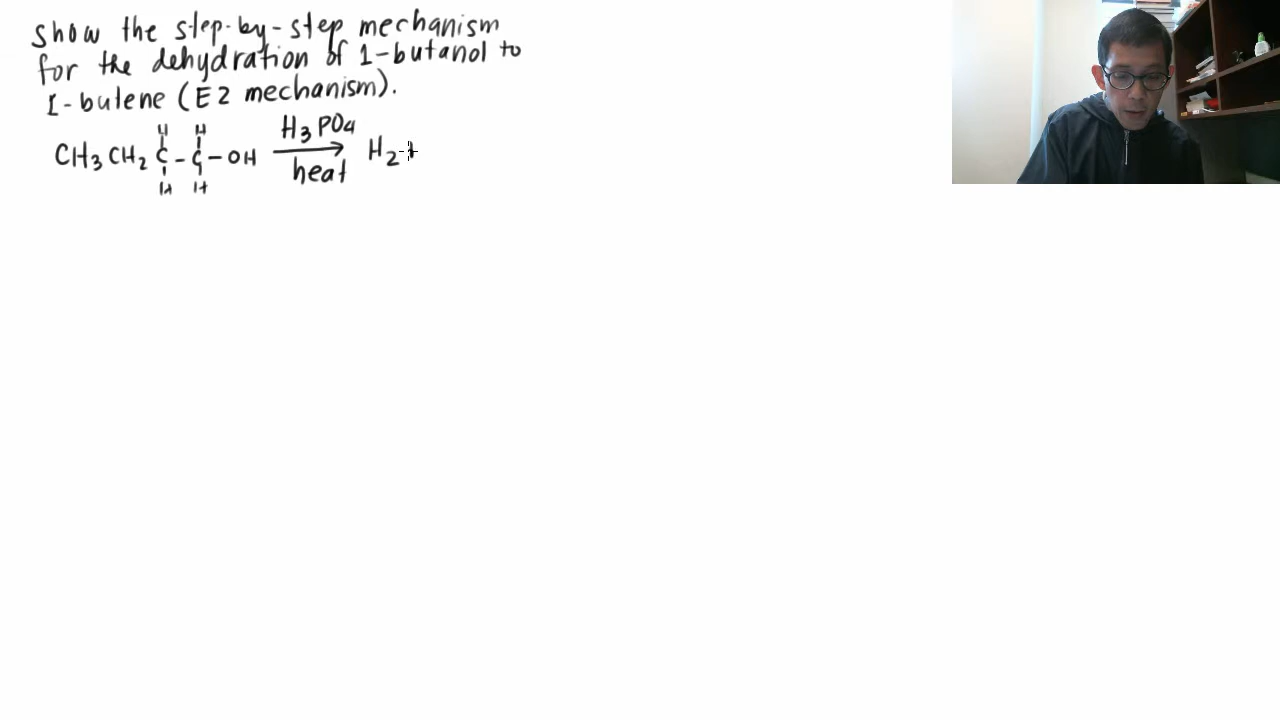 show the step-by-step mechanism
for the dehydration of 1-butanol to
1-butene (E2 mechanism).
H H H3PO4
CH3CH2C-C-OH → H2+
H H heat